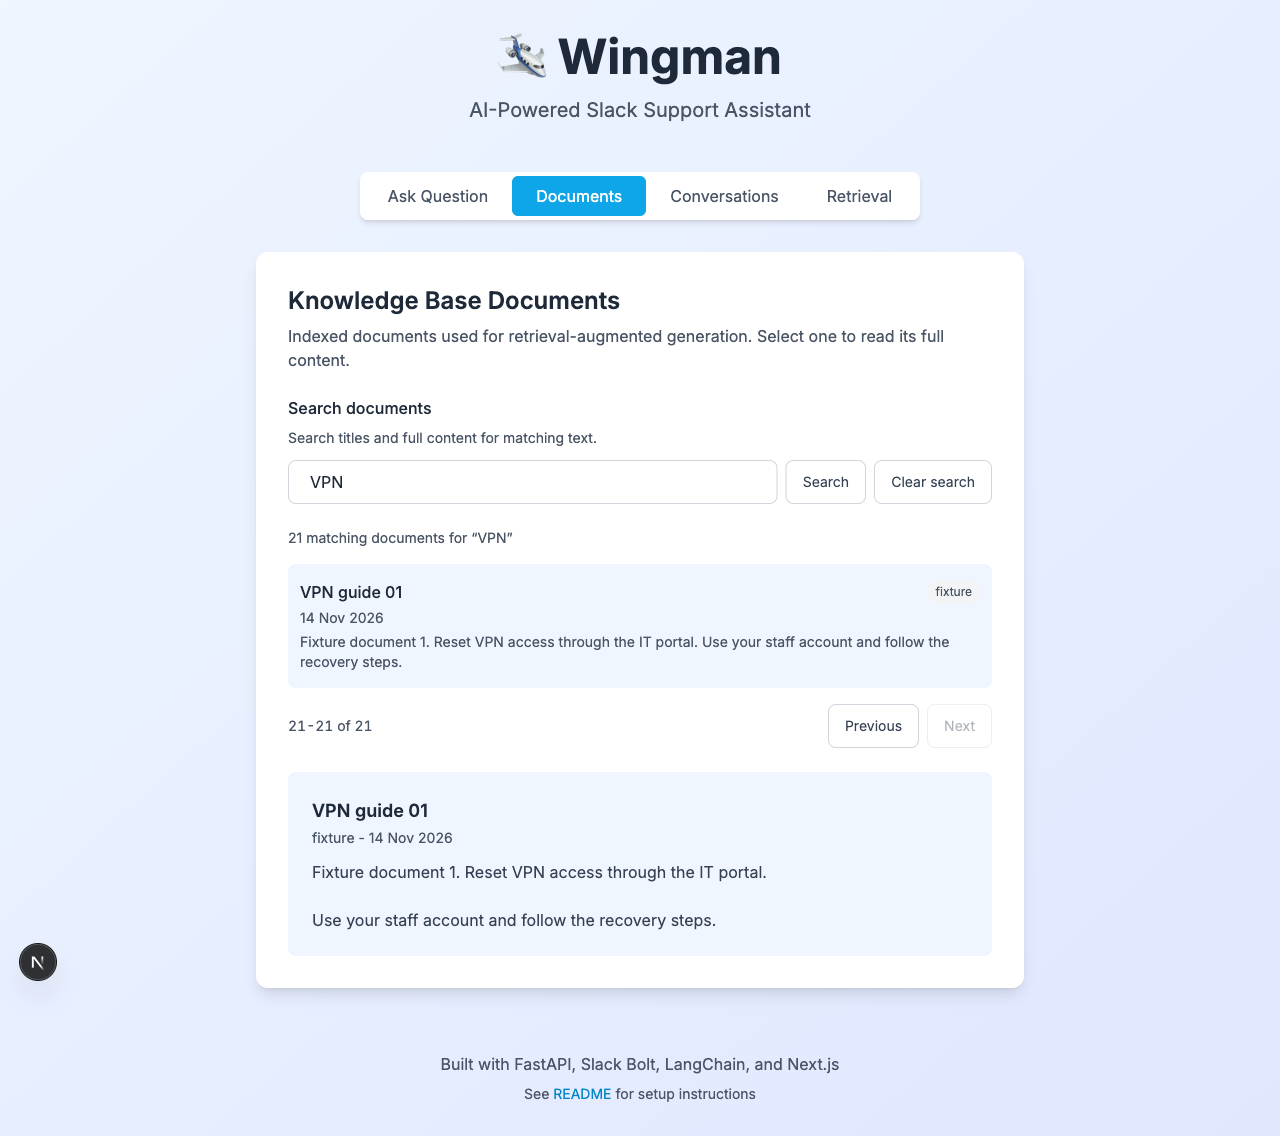 Wingman
AI-Powered Slack Support Assistant
Ask Question
Documents
Conversations
Retrieval
Knowledge Base Documents
Indexed documents used for retrieval-augmented generation. Select one to read its full
content.
Search documents
Search titles and full content for matching text.
VPN
Search
Clear search
21 matching documents for “VPN”
VPN guide 01
fixture
14 Nov 2026
Fixture document 1. Reset VPN access through the IT portal. Use your staff account and follow the
recovery steps.
21-21 of 21
Previous
Next
VPN guide 01
fixture - 14 Nov 2026
Fixture document 1. Reset VPN access through the IT portal.
Use your staff account and follow the recovery steps.
N
Built with FastAPI, Slack Bolt, LangChain, and Next.js
See README for setup instructions